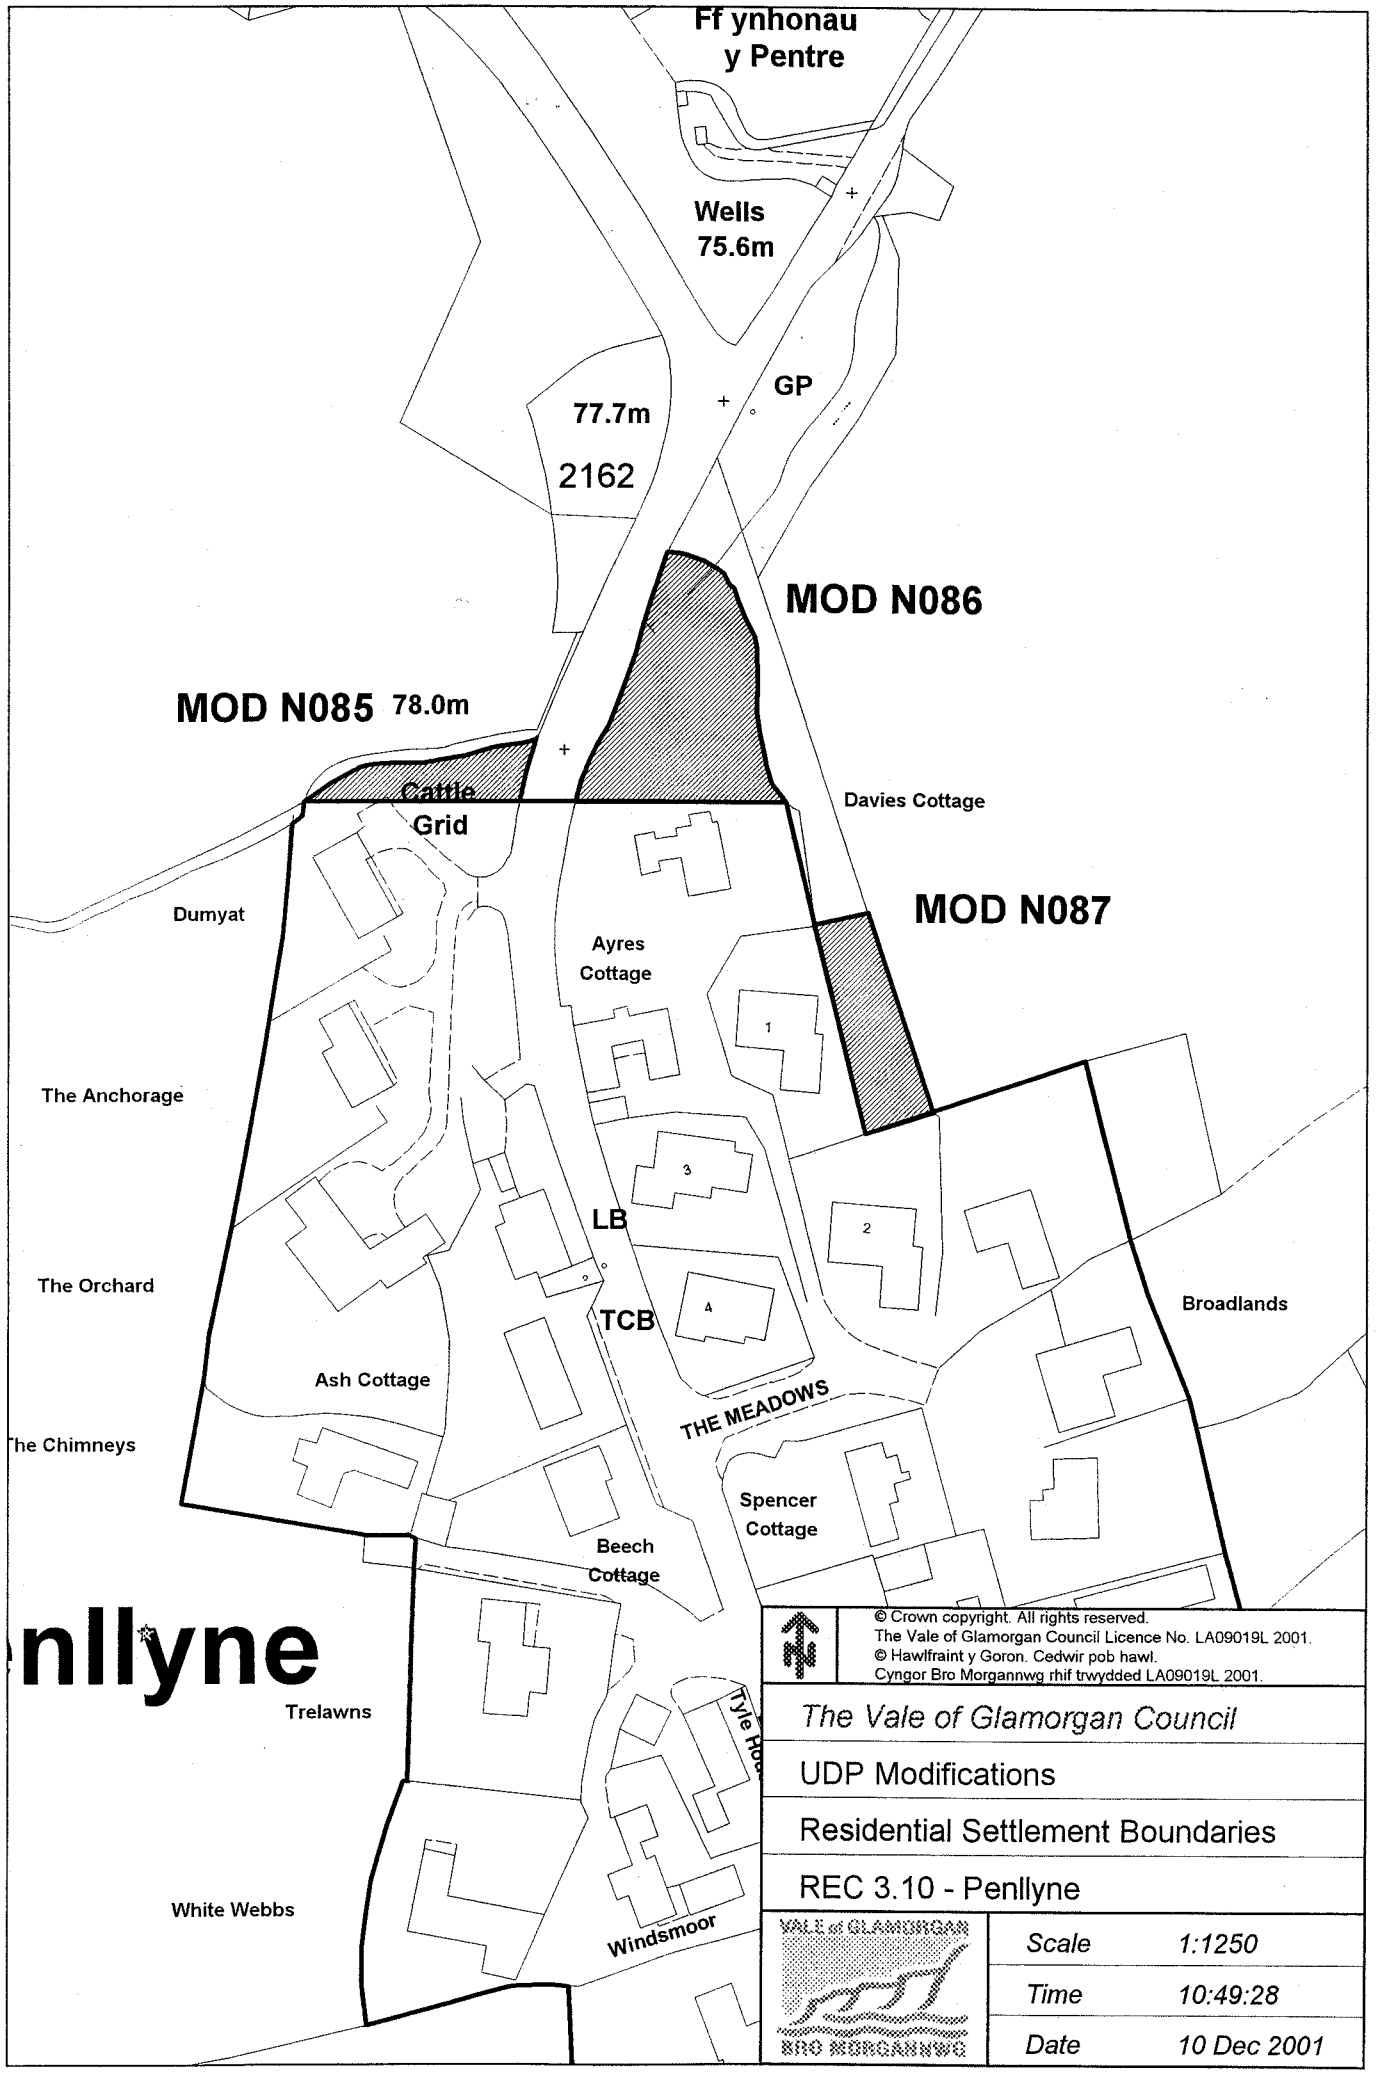 Ff ynhonau
y Pentre
Wells
75.6m
GP
77.7m
2162
MOD N086
MOD N085 78.0m
Cattle
Grid
Davies Cottage
MOD N087
Dumyat
Ayres
Cottage
1
The Anchorage
3
LB
2
The Orchard
4
TCB
Broadlands
Ash Cottage
THE MEADOWS
The Chimneys
Spencer
Cottage
Beech
Cottage
enllyne
Trelawns
Tyle Hou
White Webbs
Windsmoor
N
© Crown copyright. All rights reserved.
The Vale of Glamorgan Council Licence No. LA09019L 2001.
© Hawlfraint y Goron. Cedwir pob hawl.
Cyngor Bro Morgannwg rhif trwydded LA09019L 2001.
The Vale of Glamorgan Council
UDP Modifications
Residential Settlement Boundaries
REC 3.10 - Penllyne
VALE of GLAMORGAN
BRO MORGANNWG
Scale 1:1250
Time 10:49:28
Date 10 Dec 2001